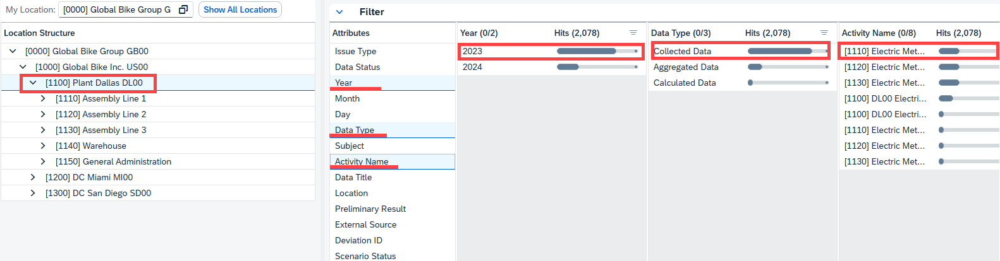 My Location: [0000] Global Bike Group G Show All Locations
Location Structure
[0000] Global Bike Group GB00
[1000] Global Bike Inc. US00
[1100] Plant Dallas DL00
[1110] Assembly Line 1
[1120] Assembly Line 2
[1130] Assembly Line 3
[1140] Warehouse
[1150] General Administration
[1200] DC Miami MI00
[1300] DC San Diego SD00
Filter
Attributes
Issue Type
Data Status
Year
Month
Day
Data Type
Subject
Activity Name
Data Title
Location
Preliminary Result
External Source
Deviation ID
Scenario Status
Year (0/2) Hits (2,078)
2023
2024
Data Type (0/3) Hits (2,078)
Collected Data
Aggregated Data
Calculated Data
Activity Name (0/8) Hits (2,078)
[1110] Electric Met...
[1120] Electric Met...
[1130] Electric Met...
[1100] DL00 Electri...
[1100] DL00 Electri...
[1110] Electric Met...
[1120] Electric Met...
[1130] Electric Met...